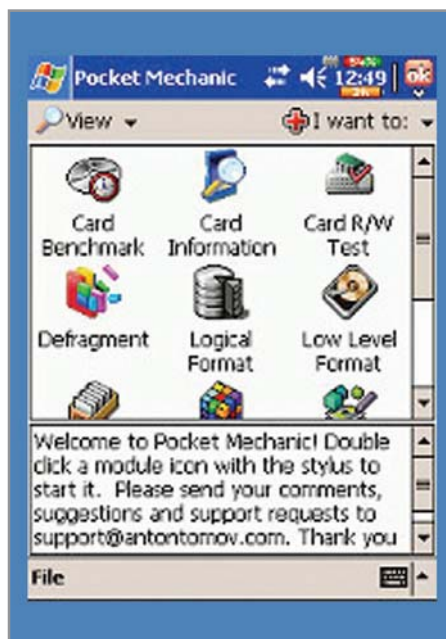 Pocket Mechanic 12:49 ok
View I want to:
Card Benchmark
Card Information
Card R/W Test
Defragment
Logical Format
Low Level Format
Welcome to Pocket Mechanic! Double
click a module icon with the stylus to
start it. Please send your comments,
suggestions and support requests to
support@antontomov.com. Thank you
File